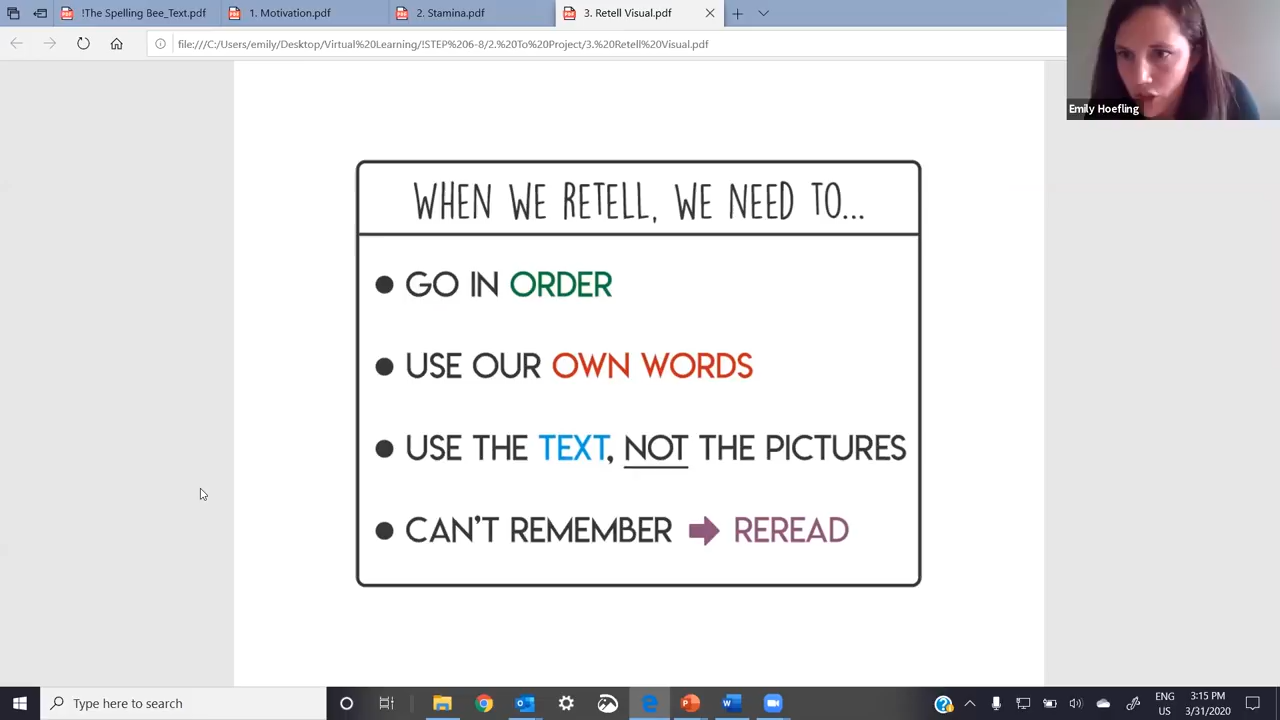 !The Spelling Bee_Text.pdf
1. Motivation.pdf
2. Stamina.pdf
3. Retell Visual.pdf
file:///C:/Users/emily/Desktop/Virtual%20Learning/!STEP%206-8/2.%20To%20Project/3.%20Retell%20Visual.pdf
Emily Hoefling
WHEN WE RETELL, WE NEED TO...
● GO IN ORDER
● USE OUR OWN WORDS
● USE THE TEXT, NOT THE PICTURES
● CAN'T REMEMBER ➡ REREAD
Type here to search
ENG
US
3:15 PM
3/31/2020